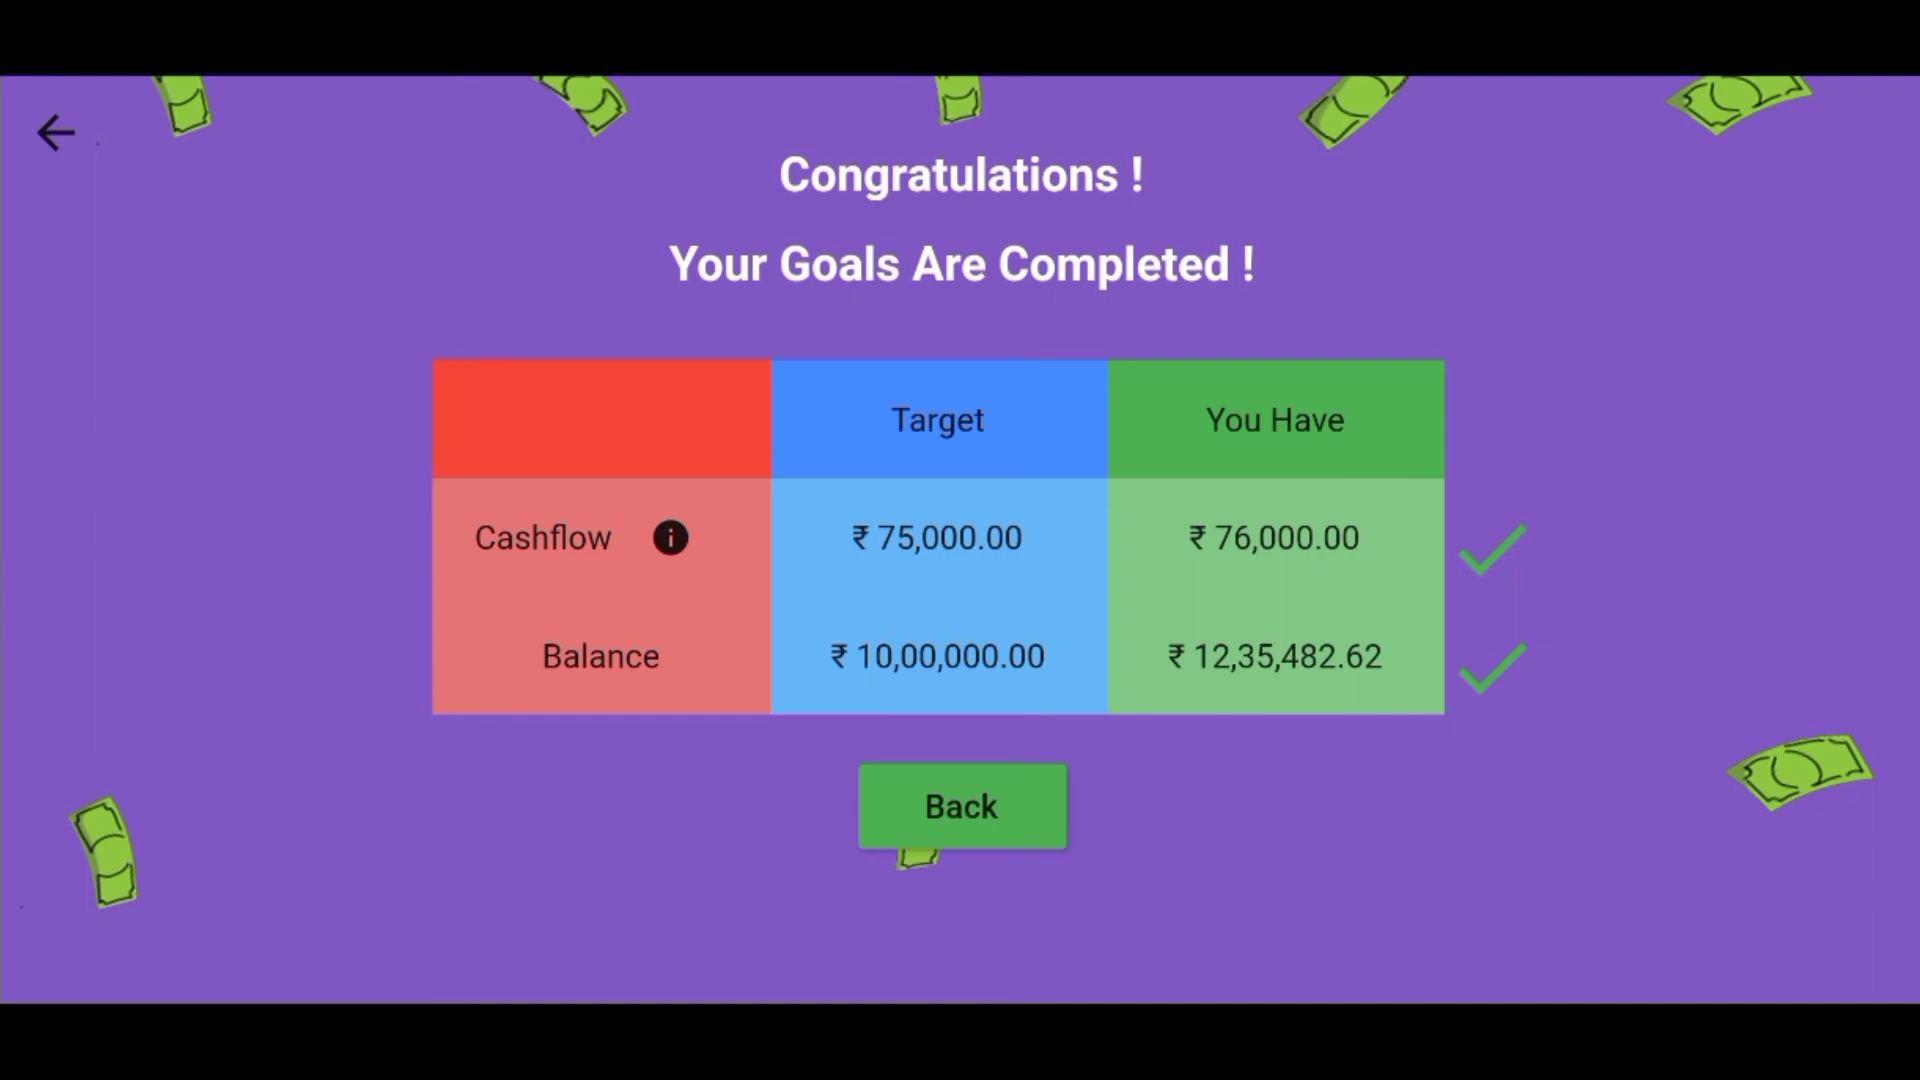 Congratulations !
Your Goals Are Completed !
Target You Have
Cashflow i ₹ 75,000.00 ₹ 76,000.00
Balance ₹ 10,00,000.00 ₹ 12,35,482.62
Back